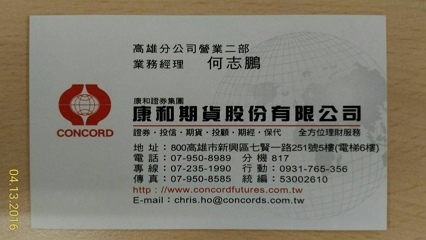 高雄分公司營業二部
業務經理 何志鵬
康和證券集團
康和期貨股份有限公司
CONCORD
證券・投信・期貨・投顧・期經・保代 全方位理財服務
地址：800高雄市新興區七賢一路251號5樓(電梯6樓)
電話：07-950-8989 分機 817
專線：07-235-1990 行動：0931-765-356
傳真：07-950-8585 統編：53002610
http://www.concordfutures.com.tw
E-mail：chris.ho@concords.com.tw
04.13.2016